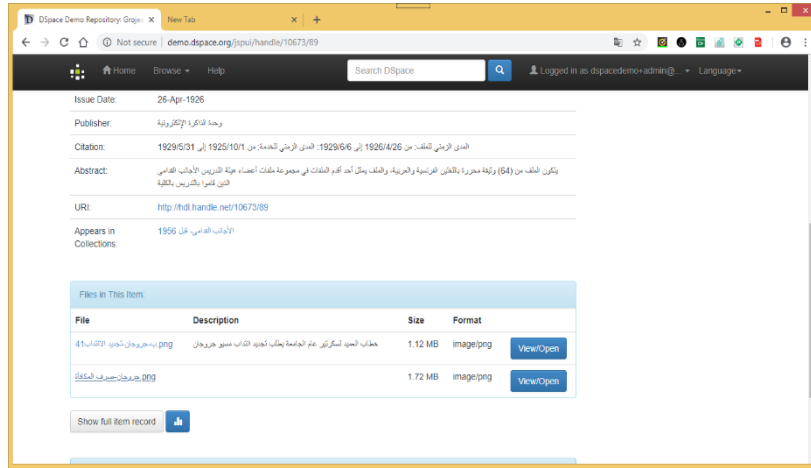 DSpace Demo Repository: Grojea
New Tab
Not secure | demo.dspace.org/jspui/handle/10673/89
Home Browse Help Search DSpace Logged in as dspacedemo+admin@... Language
Issue Date: 26-Apr-1926
Publisher: وحدة الذاكرة الإلكترونية
Citation: المدى الزمني للملف: من 1926/4/26 إلى 1929/6/6: المدى الزمني للخدمة: من 1925/10/1 إلى 1929/5/31
Abstract: يتكون الملف من (64) وثيقة محررة باللغتين الفرنسية والعربية، والملف يمثل أحد أقدم الملفات في مجموعة ملفات أعضاء هيئة التدريس الأجانب القدامى
الذين قاموا بالتدريس بالكلية
URI: http://hdl.handle.net/10673/89
Appears in الأجانب القدامى، قبل 1956
Collections:
Files in This Item:
File Description Size Format
41ب-جروجان-تجديد الانتداب.png خطاب العميد لسكرتير عام الجامعة يطلب تجديد انتداب مسيو جروجان 1.12 MB image/png View/Open
جروجان-صرف المكافأة.png 1.72 MB image/png View/Open
Show full item record